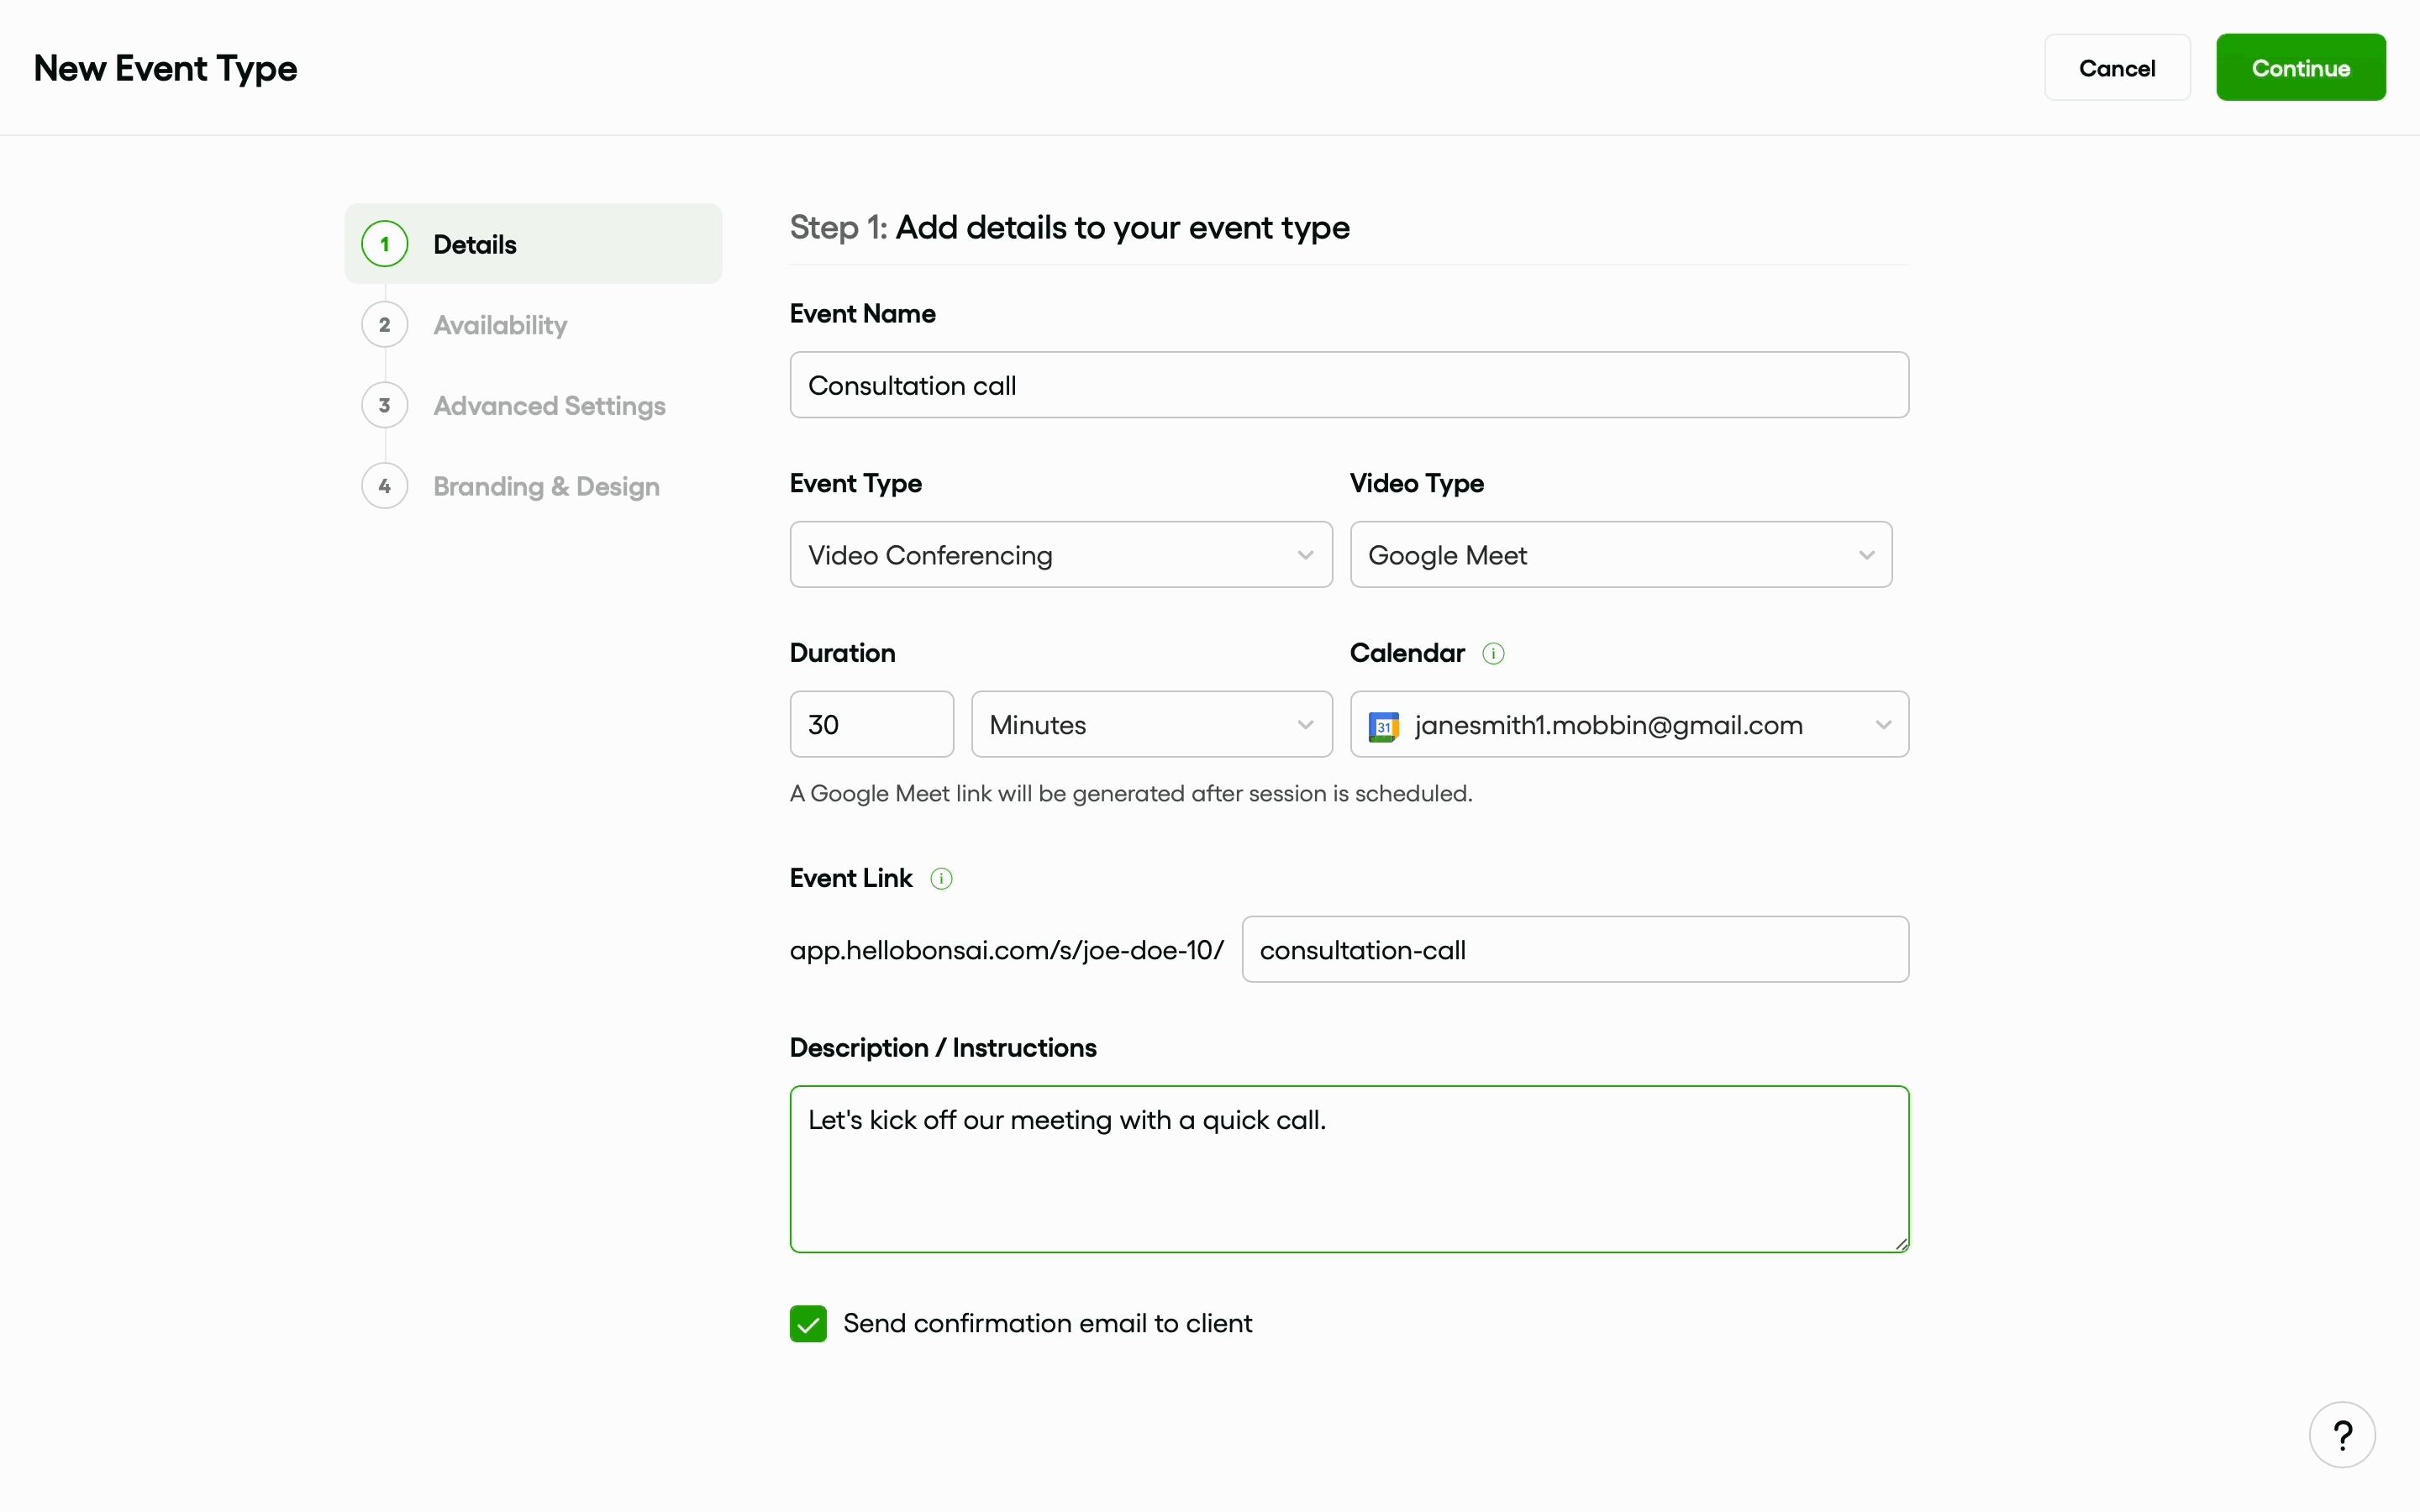 New Event Type
Cancel
Continue
1 Details
2 Availability
3 Advanced Settings
4 Branding & Design
Step 1: Add details to your event type
Event Name
Consultation call
Event Type
Video Type
Video Conferencing
Google Meet
Duration
Calendar i
30
Minutes
31 janesmith1.mobbin@gmail.com
A Google Meet link will be generated after session is scheduled.
Event Link i
app.hellobonsai.com/s/joe-doe-10/ consultation-call
Description / Instructions
Let's kick off our meeting with a quick call.
Send confirmation email to client
?